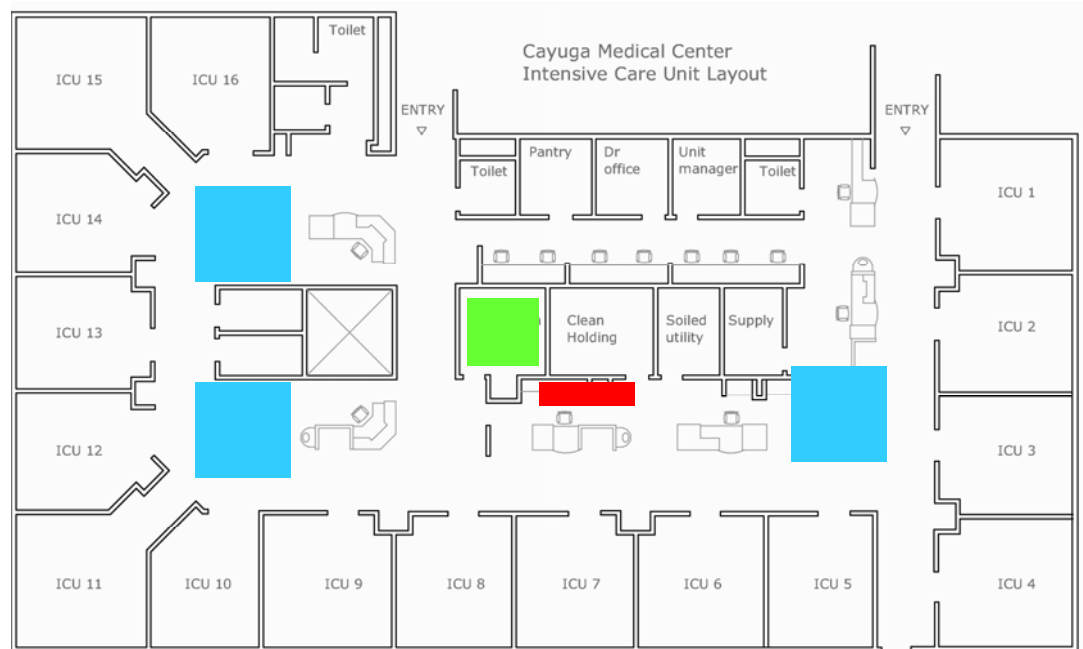 Toilet
Cayuga Medical Center
Intensive Care Unit Layout
ICU 15
ICU 16
ENTRY
ENTRY
Pantry
Dr
office
Unit
manager
Toilet
Toilet
ICU 1
ICU 14
Clean
Holding
Soiled
utility
Supply
ICU 13
ICU 2
ICU 12
ICU 3
ICU 11
ICU 10
ICU 9
ICU 8
ICU 7
ICU 6
ICU 5
ICU 4